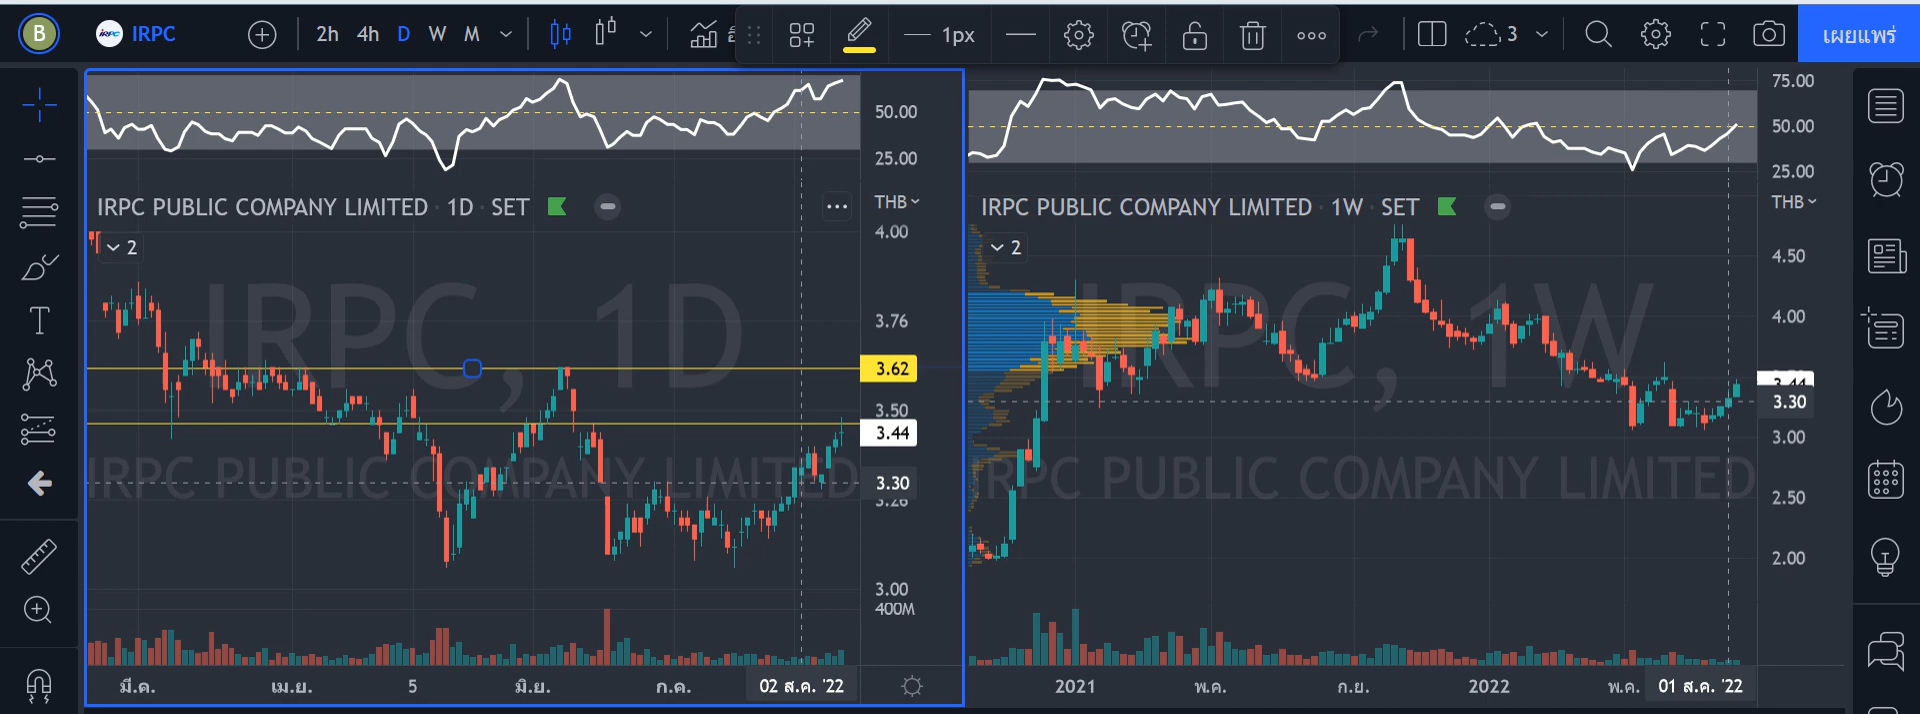 B
IRPC
IRPC
2h 4h D W M
1px
3
เผยแพร่
50.00
25.00
IRPC PUBLIC COMPANY LIMITED · 1D · SET
THB
2
4.00
3.76
3.62
3.50
3.44
3.30
3.26
3.00
400M
IRPC, 1D
IRPC PUBLIC COMPANY LIMITED
มี.ค. เม.ย. 5 มิ.ย. ก.ค. 02 ส.ค. '22
75.00
50.00
25.00
IRPC PUBLIC COMPANY LIMITED · 1W · SET
THB
2
4.50
4.00
3.44
3.30
3.00
2.50
2.00
IRPC, 1W
IRPC PUBLIC COMPANY LIMITED
2021 พ.ค. ก.ย. 2022 พ.ค. 01 ส.ค. '22